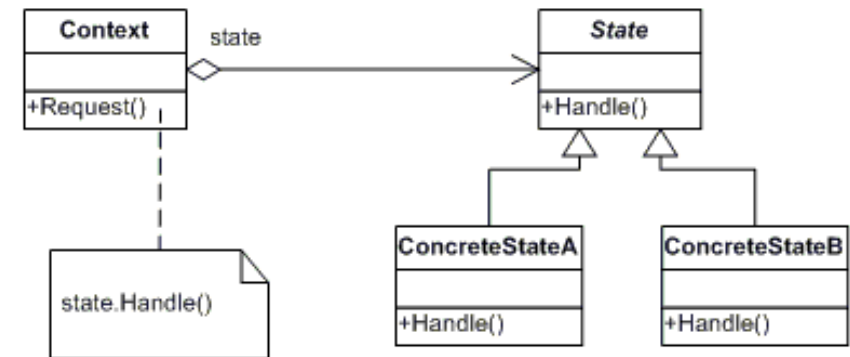 Context
state
State
+Request()
+Handle()
ConcreteStateA
ConcreteStateB
state.Handle()
+Handle()
+Handle()